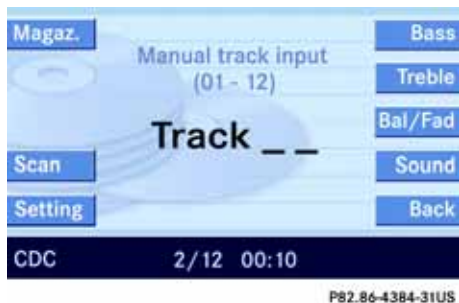 Magaz.
Manual track input
(01 - 12)
Track _ _
Scan
Setting
Bass
Treble
Bal/Fad
Sound
Back
CDC 2/12 00:10
P82.86-4384-31US